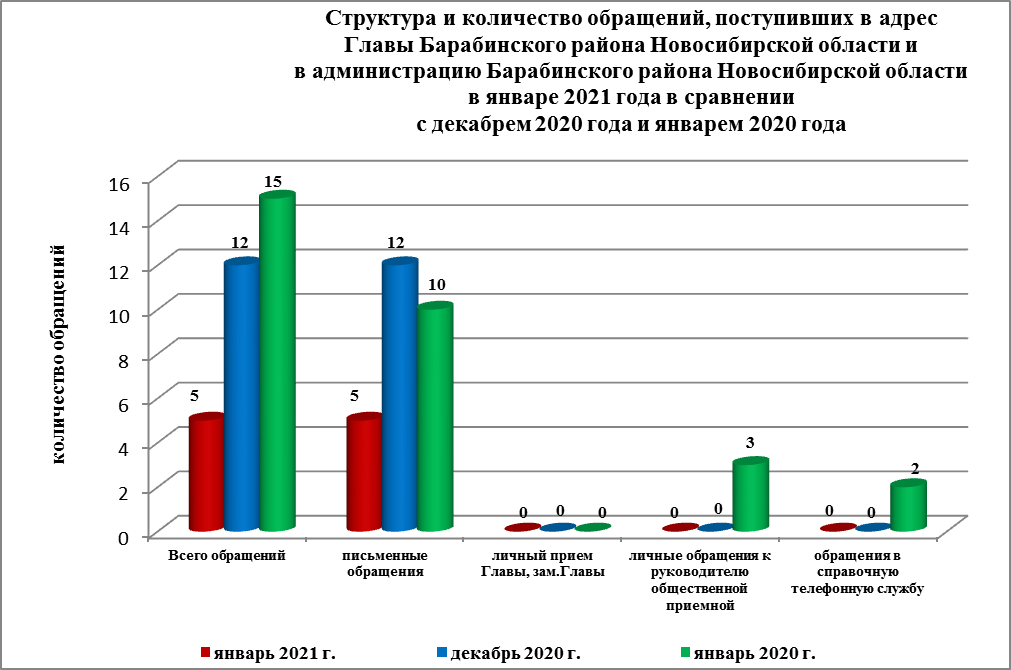 Структура и количество обращений, поступивших в адрес
Главы Барабинского района Новосибирской области и
в администрацию Барабинского района Новосибирской области
в январе 2021 года в сравнении
с декабрем 2020 года и январем 2020 года
количество обращений
16
14
12
10
8
6
4
2
0
5
12
15
5
12
10
0
0
0
0
0
3
0
0
2
Всего обращений
письменные
обращения
личный прием
Главы, зам.Главы
личные обращения к
руководителю
общественной
приемной
обращения в
справочную
телефонную службу
январь 2021 г.
декабрь 2020 г.
январь 2020 г.